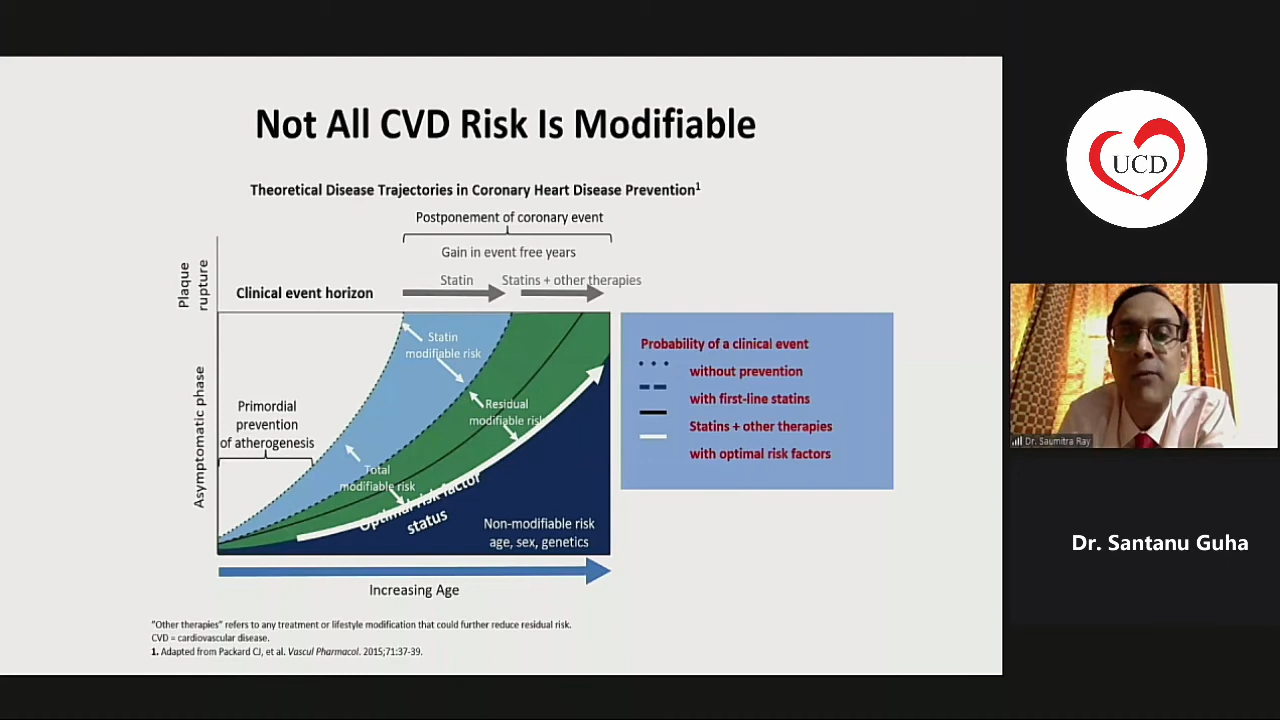 Not All CVD Risk Is Modifiable
Theoretical Disease Trajectories in Coronary Heart Disease Prevention1
Postponement of coronary event
Gain in event free years
Statin
Statins + other therapies
Plaque
rupture
Clinical event horizon
Asymptomatic phase
Primordial
prevention
of atherogenesis
Statin
modifiable risk
Residual
modifiable risk
Total
modifiable risk
Optimal risk factor
status
Non-modifiable risk
age, sex, genetics
Increasing Age
Probability of a clinical event
without prevention
with first-line statins
Statins + other therapies
with optimal risk factors
"Other therapies" refers to any treatment or lifestyle modification that could further reduce residual risk.
CVD = cardiovascular disease.
1. Adapted from Packard CJ, et al. Vascul Pharmacol. 2015;71:37-39.
UCD
Dr. Saumitra Ray
Dr. Santanu Guha